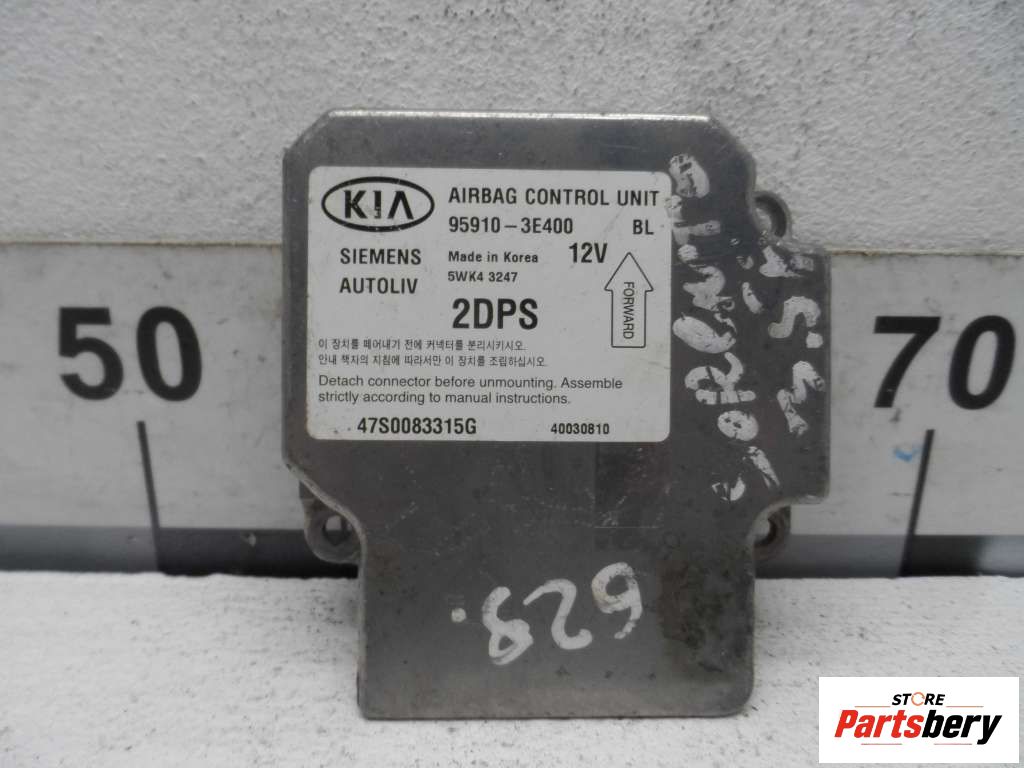 KIA
AIRBAG CONTROL UNIT
95910-3E400 BL
SIEMENS
AUTOLIV
Made in Korea
5WK4 3247
12V
FORWARD
2DPS
이 장치를 떼어내기 전에 커넥터를 분리시키시오.
안내 책자의 지침에 따라서만 이 장치를 조립하십시오.
Detach connector before unmounting. Assemble
strictly according to manual instructions.
47S0083315G 40030810
50
70
628.
STORE
Partsbery